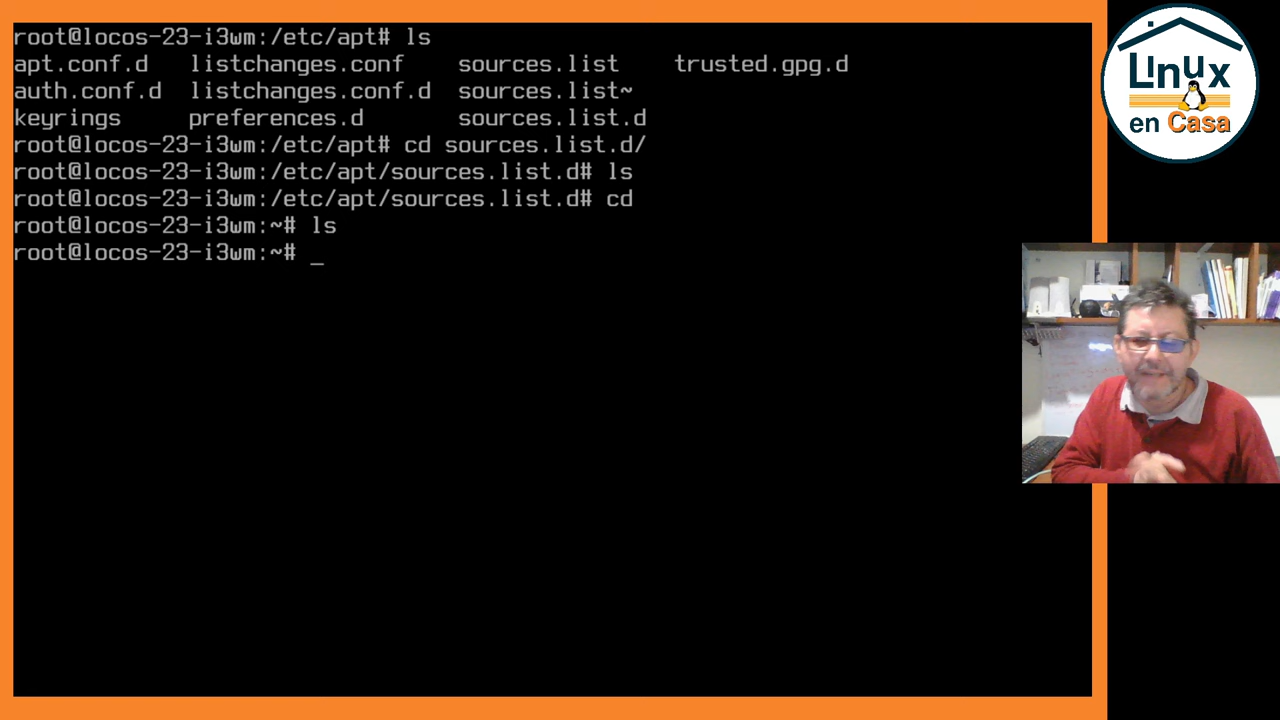 root@locos-23-i3wm:/etc/apt# ls
apt.conf.d listchanges.conf sources.list trusted.gpg.d
auth.conf.d listchanges.conf.d sources.list~
keyrings preferences.d sources.list.d
root@locos-23-i3wm:/etc/apt# cd sources.list.d/
root@locos-23-i3wm:/etc/apt/sources.list.d# ls
root@locos-23-i3wm:/etc/apt/sources.list.d# cd
root@locos-23-i3wm:~# ls
root@locos-23-i3wm:~# _
Linux
en Casa